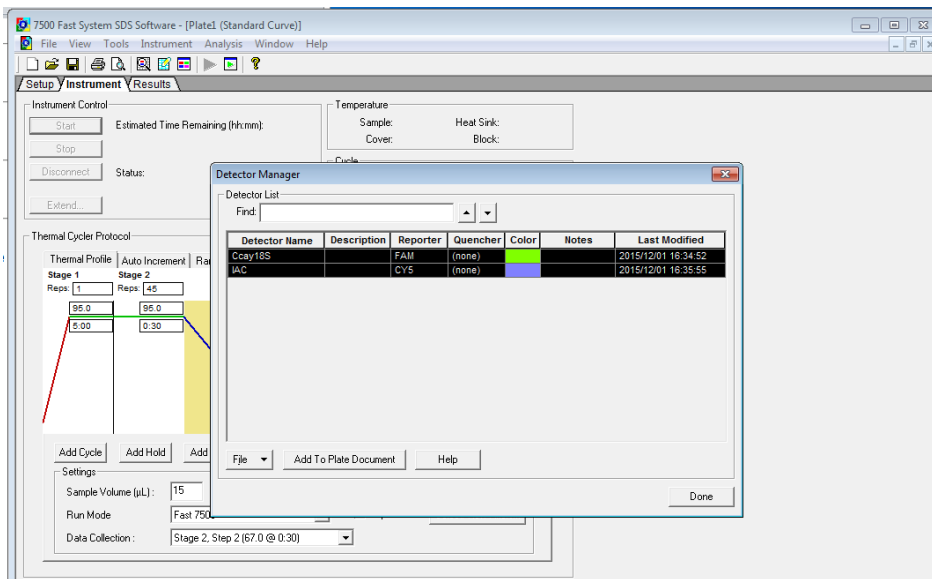 7500 Fast System SDS Software - [Plate1 (Standard Curve)]
File View Tools Instrument Analysis Window Help
Setup Instrument Results
Instrument Control
Start Estimated Time Remaining (hh:mm):
Stop
Disconnect Status:
Extend...
Temperature
Sample: Heat Sink:
Cover: Block:
Cycle
Thermal Cycler Protocol
Thermal Profile Auto Increment
Stage 1 Stage 2
Reps: 1 Reps: 45
95.0 95.0
5:00 0:30
Add Cycle Add Hold Add
Settings
Sample Volume (µL) : 15
Run Mode Fast 7500
Data Collection : Stage 2, Step 2 (67.0 @ 0:30)
Detector Manager
Detector List
Find:
Detector Name Description Reporter Quencher Color Notes Last Modified
Ccay18S FAM (none) 2015/12/01 16:34:52
IAC CY5 (none) 2015/12/01 16:35:55
File Add To Plate Document Help
Done